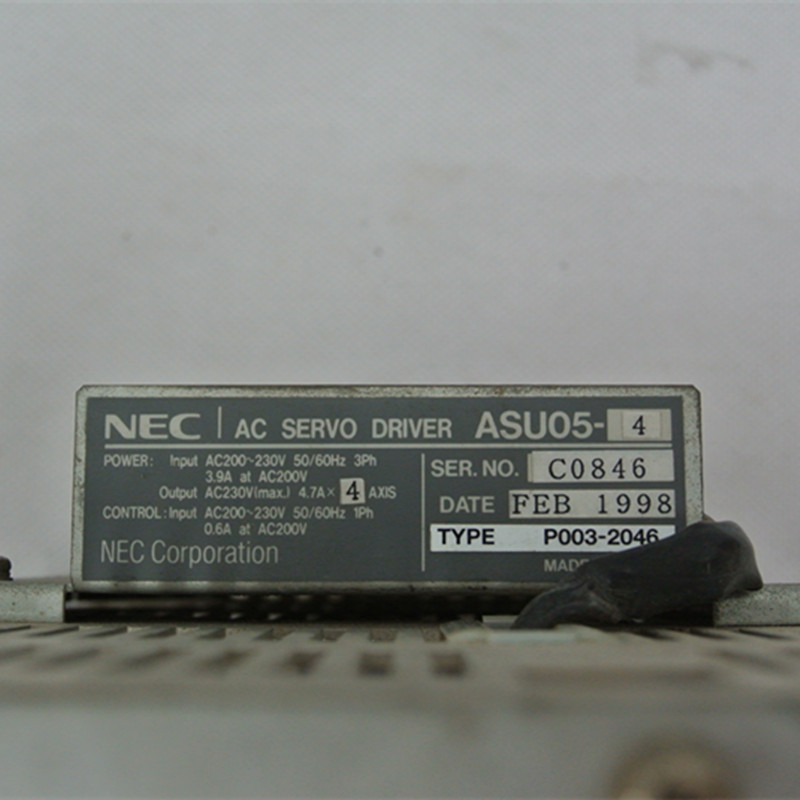 NEC AC SERVO DRIVER ASU05-4
POWER: Input AC200~230V 50/60Hz 3Ph
3.9A at AC200V
Output AC230V(max.) 4.7A× 4 AXIS
CONTROL: Input AC200~230V 50/60Hz 1Ph
0.6A at AC200V
NEC Corporation
SER. NO. C0846
DATE FEB 1998
TYPE P003-2046
MADE